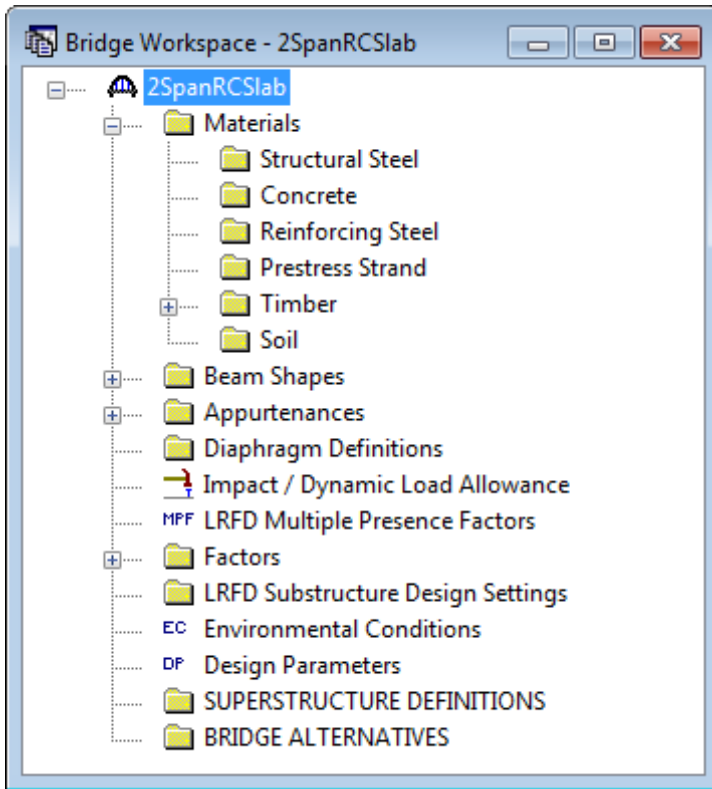 Bridge Workspace - 2SpanRCSlab
2SpanRCSlab
Materials
Structural Steel
Concrete
Reinforcing Steel
Prestress Strand
Timber
Soil
Beam Shapes
Appurtenances
Diaphragm Definitions
Impact / Dynamic Load Allowance
MPF LRFD Multiple Presence Factors
Factors
LRFD Substructure Design Settings
EC Environmental Conditions
DP Design Parameters
SUPERSTRUCTURE DEFINITIONS
BRIDGE ALTERNATIVES